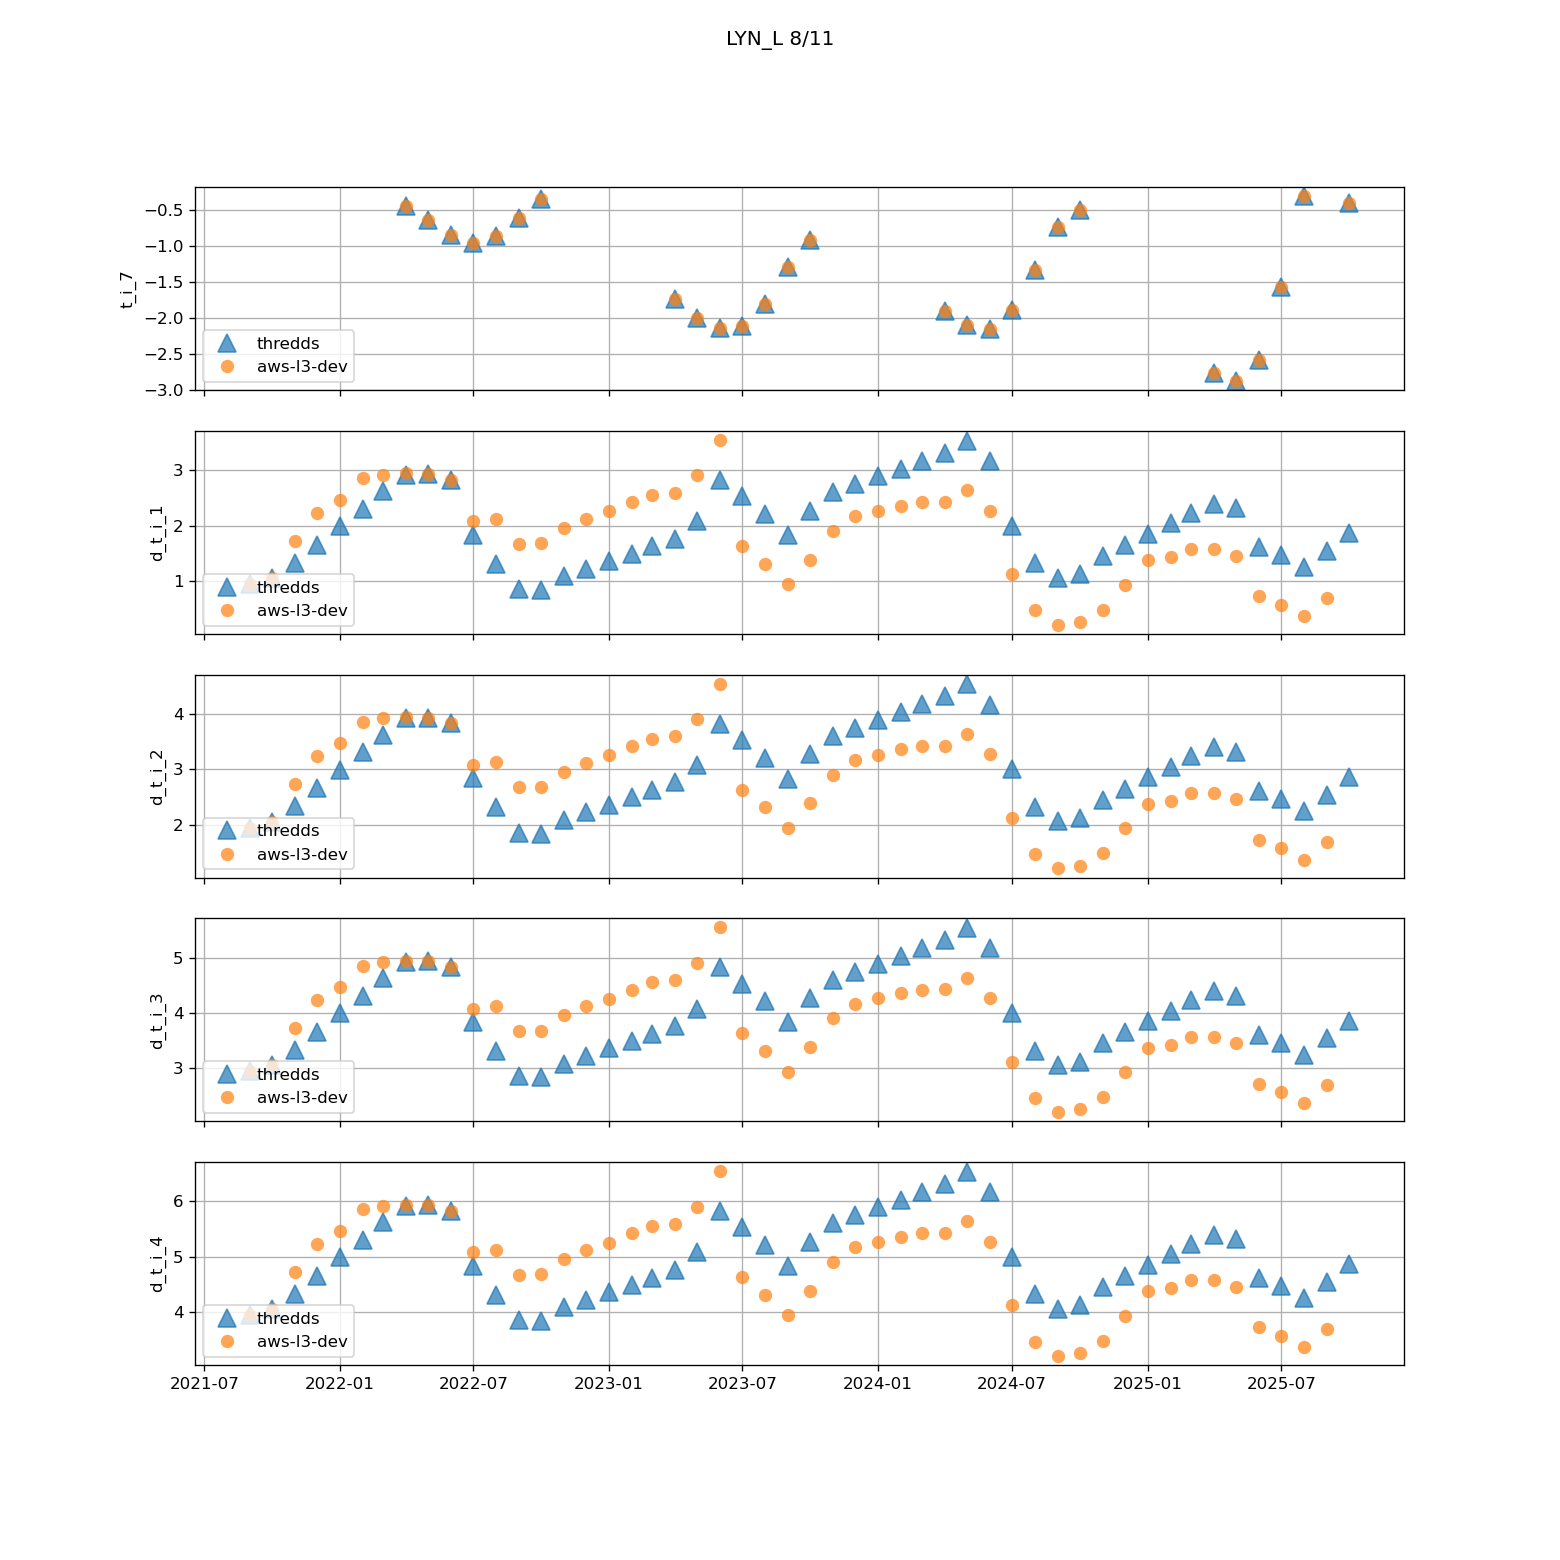 LYN_L 8/11
−0.5
−1.0
−1.5
−2.0
−2.5
−3.0
t_i_7
thredds
aws-l3-dev
3
2
1
d_t_i_1
thredds
aws-l3-dev
4
3
2
d_t_i_2
thredds
aws-l3-dev
5
4
3
d_t_i_3
thredds
aws-l3-dev
6
5
4
d_t_i_4
thredds
aws-l3-dev
2021-07 2022-01 2022-07 2023-01 2023-07 2024-01 2024-07 2025-01 2025-07